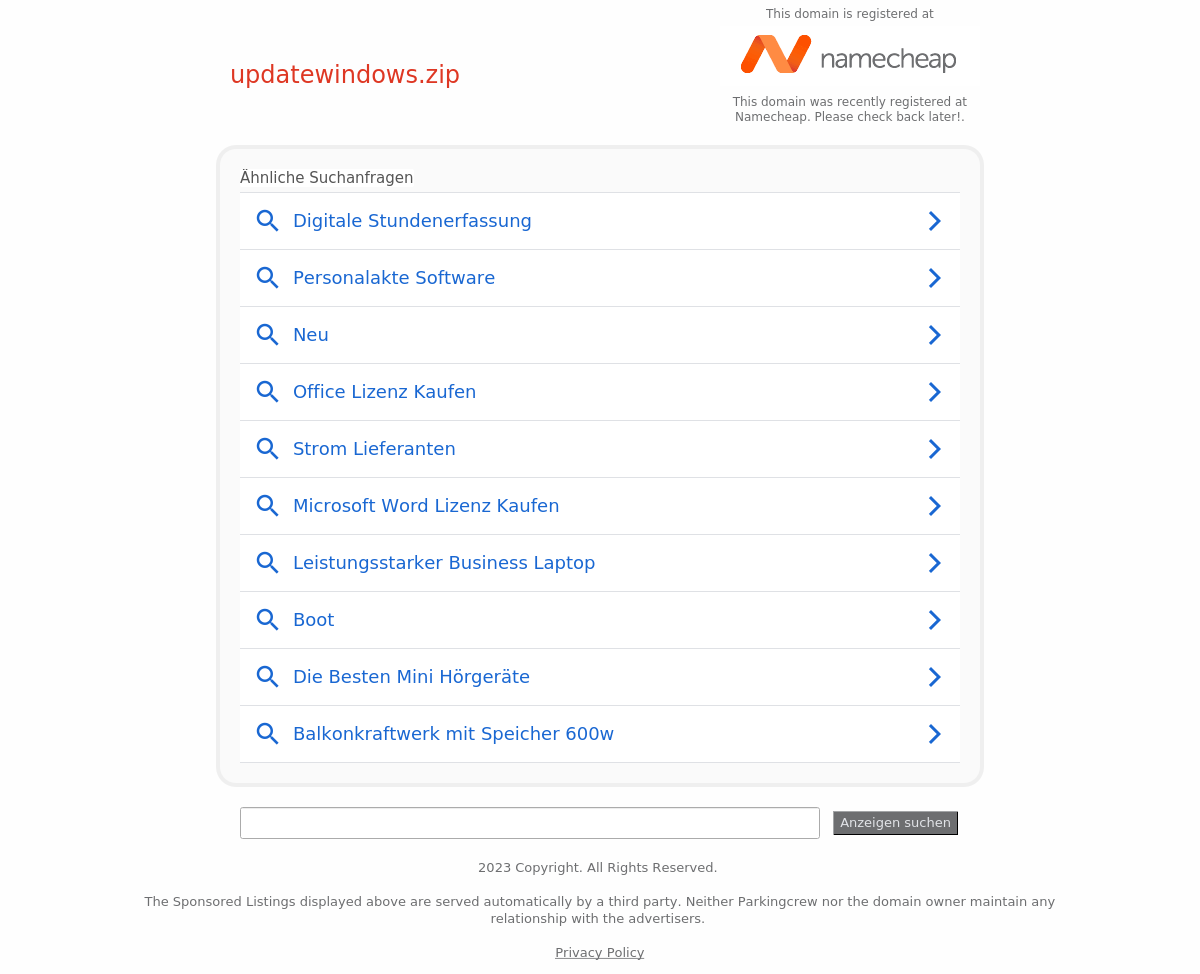 This domain is registered at
namecheap
updatewindows.zip
This domain was recently registered at
Namecheap. Please check back later!.
Ähnliche Suchanfragen
Digitale Stundenerfassung
Personalakte Software
Neu
Office Lizenz Kaufen
Strom Lieferanten
Microsoft Word Lizenz Kaufen
Leistungsstarker Business Laptop
Boot
Die Besten Mini Hörgeräte
Balkonkraftwerk mit Speicher 600w
Anzeigen suchen
2023 Copyright. All Rights Reserved.
The Sponsored Listings displayed above are served automatically by a third party. Neither Parkingcrew nor the domain owner maintain any
relationship with the advertisers.
Privacy Policy